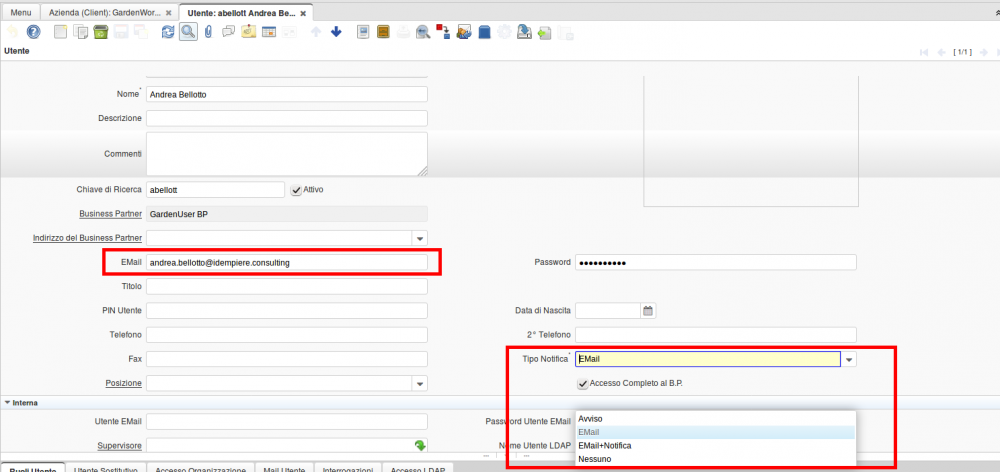 Menu
Azienda (Client): GardenWor...
Utente: abellott Andrea Be...
Utente
[ 1/1 ]
Nome*
Andrea Bellotto
Descrizione
Commenti
Chiave di Ricerca
abellott
Attivo
Business Partner
GardenUser BP
Indirizzo del Business Partner
EMail
andrea.bellotto@idempiere.consulting
Password
Titolo
PIN Utente
Data di Nascita
Telefono
2° Telefono
Fax
Tipo Notifica*
EMail
Posizione
Accesso Completo al B.P.
Interna
Utente EMail
Password Utente EMail
Avviso
EMail
EMail+Notifica
Nessuno
Supervisore
Nome Utente LDAP
Ruoli Utente
Utente Sostitutivo
Accesso Organizzazione
Mail Utente
Interrogazioni
Accesso LDAP